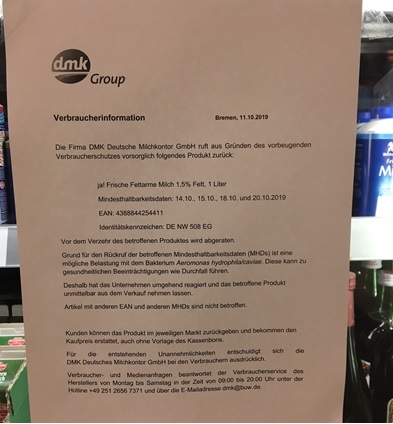 dmk
Group
Verbraucherinformation Bremen, 11.10.2019
Die Firma DMK Deutsche Milchkontor GmbH ruft aus Gründen des vorbeugenden
Verbraucherschutzes vorsorglich folgendes Produkt zurück:
ja! Frische Fettarme Milch 1,5% Fett, 1 Liter
Mindesthaltbarkeitsdaten: 14.10., 15.10., 18.10. und 20.10.2019
EAN: 4388844254411
Identitätskennzeichen: DE NW 508 EG
Vor dem Verzehr des betroffenen Produktes wird abgeraten.
Grund für den Rückruf der betroffenen Mindesthaltbarkeitsdaten (MHDs) ist eine
mögliche Belastung mit dem Bakterium Aeromonas hydrophila/caviae. Diese kann zu
gesundheitlichen Beeinträchtigungen wie Durchfall führen.
Deshalb hat das Unternehmen umgehend reagiert und das betroffene Produkt
unmittelbar aus dem Verkauf nehmen lassen.
Artikel mit anderen EAN und anderen MHDs sind nicht betroffen.
Kunden können das Produkt im jeweiligen Markt zurückgeben und bekommen den
Kaufpreis erstattet, auch ohne Vorlage des Kassenbons.
Für die entstehenden Unannehmlichkeiten entschuldigt sich die
DMK Deutsche Milchkontor GmbH bei den Verbrauchern ausdrücklich.
Verbraucher- und Medienanfragen beantwortet der Verbraucherservice des
Herstellers von Montag bis Samstag in der Zeit von 09:00 bis 20:00 Uhr unter der
Hotline +49 251 2656 7371 und über die E-Mailadresse dmk@buw.de.